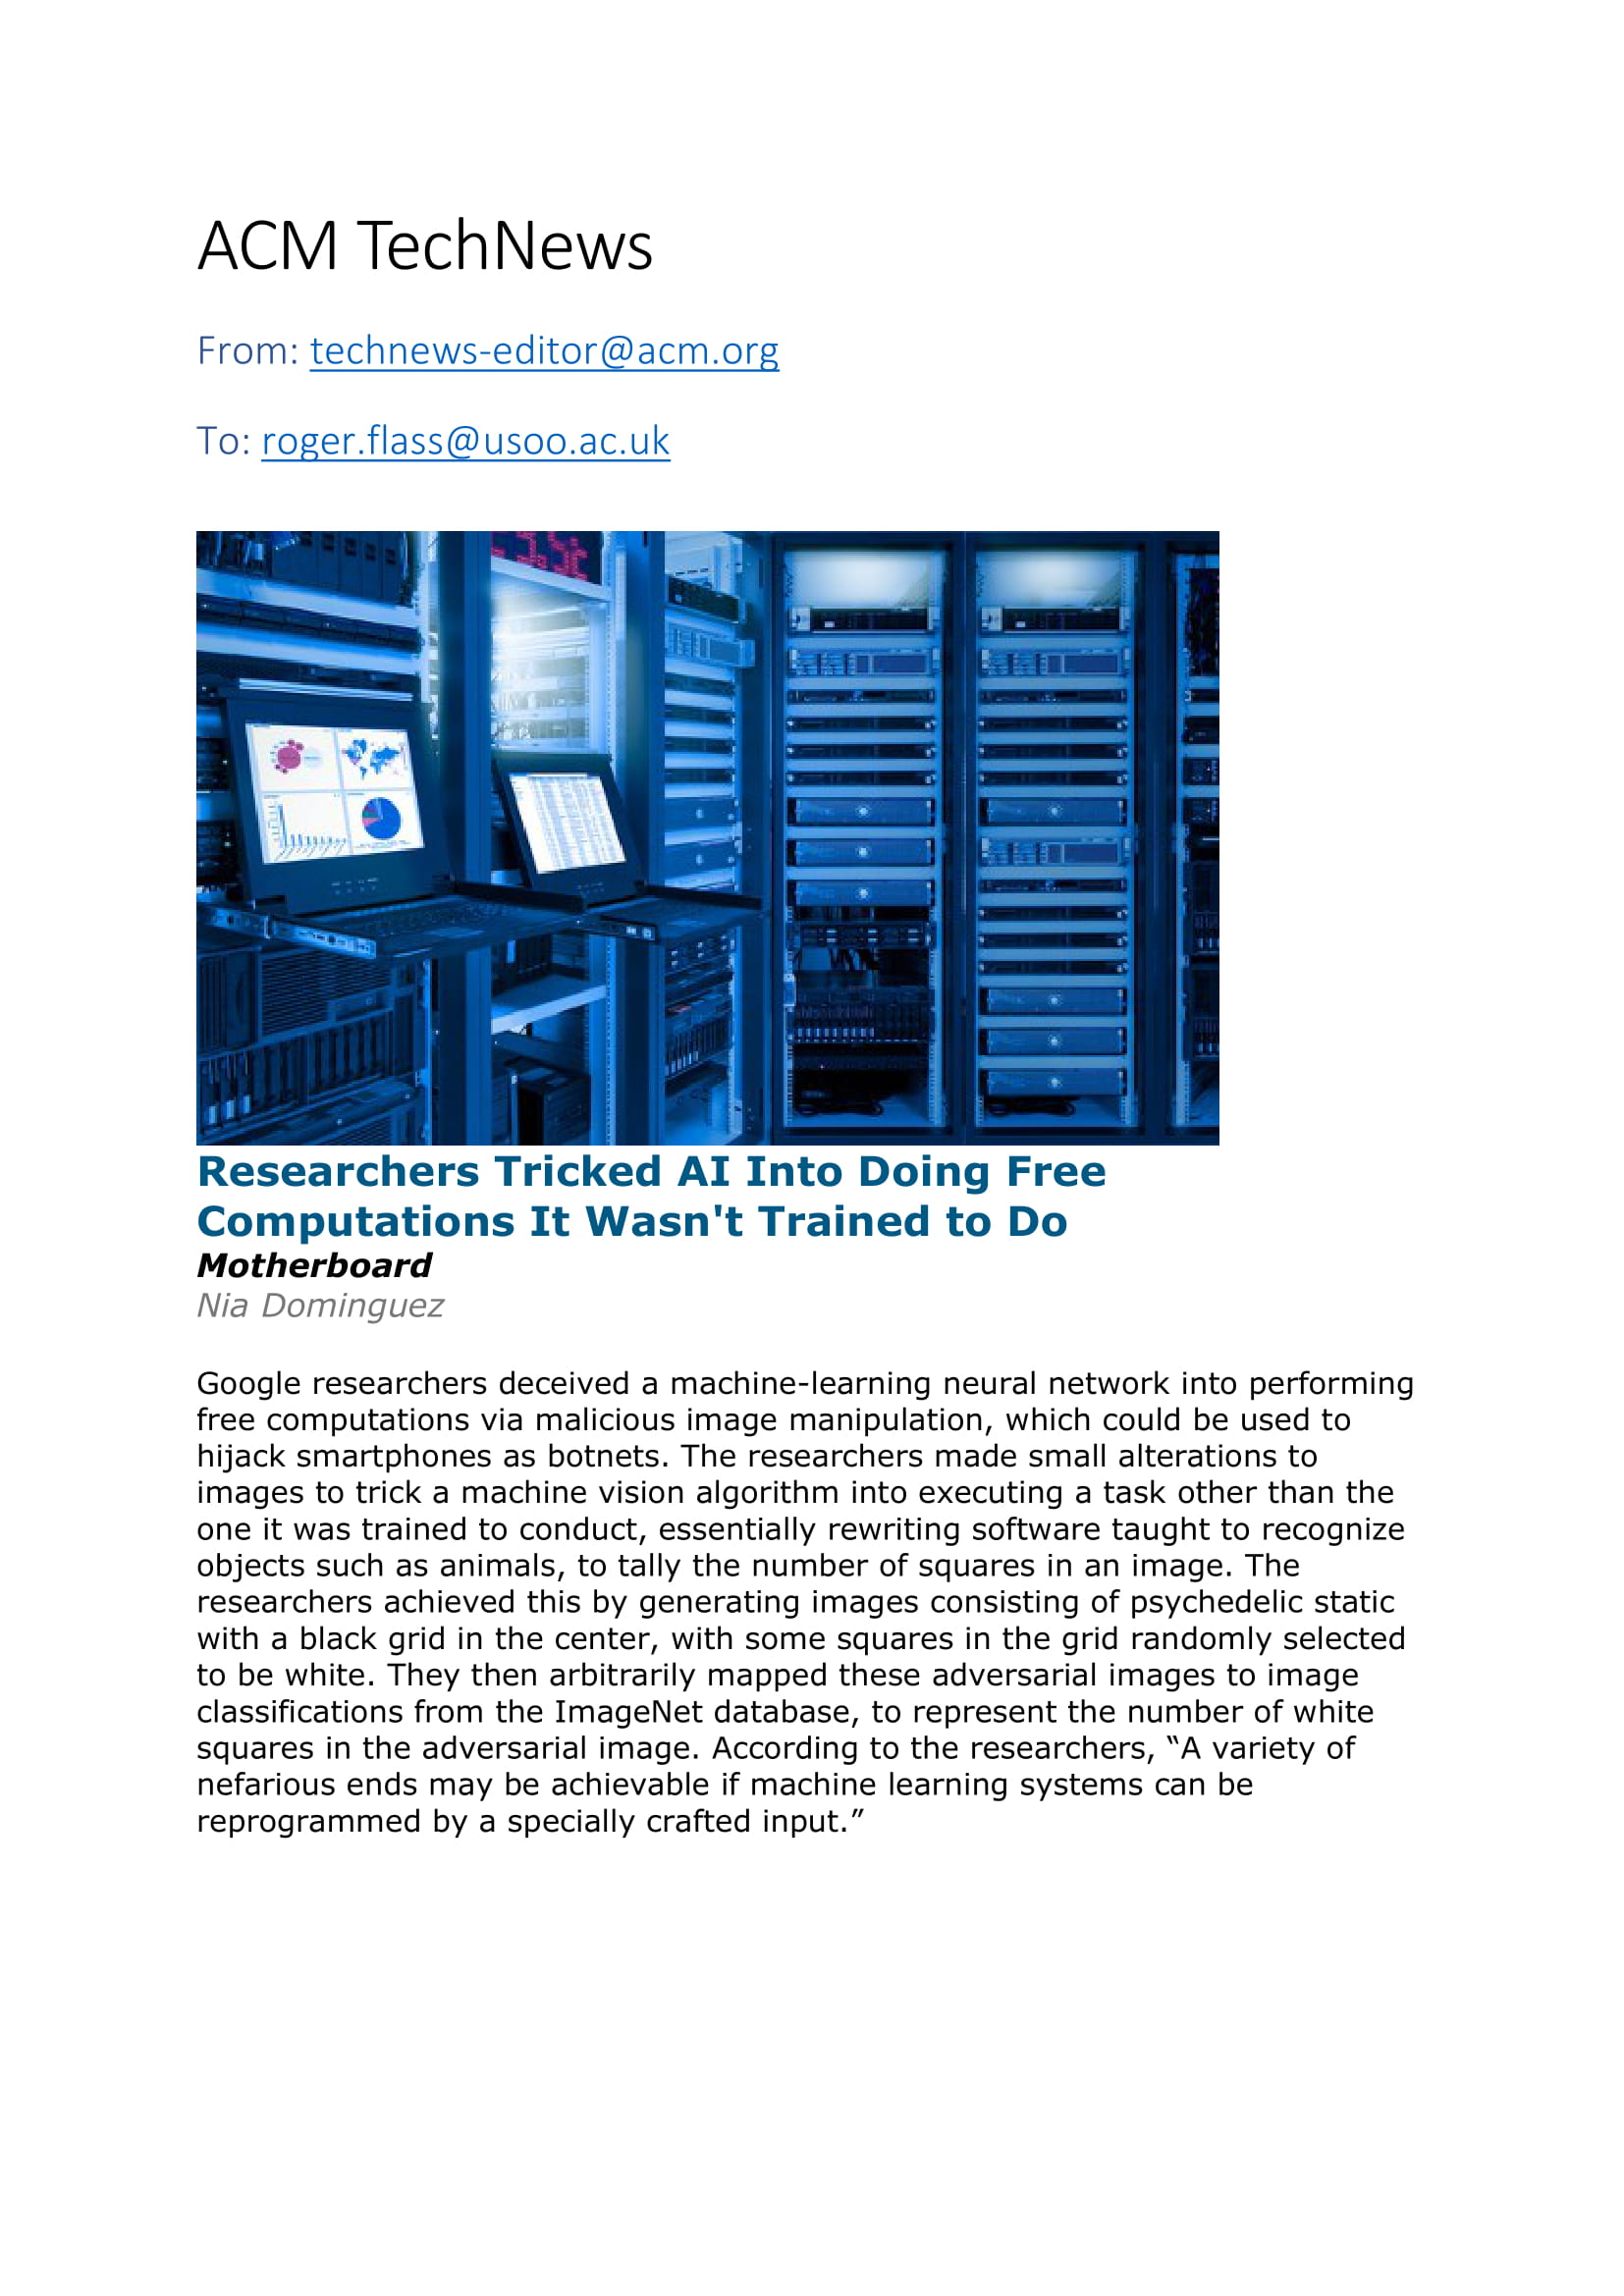 ACM TechNews
From: technews-editor@acm.org
To: roger.flass@usoo.ac.uk
Researchers Tricked AI Into Doing Free
Computations It Wasn't Trained to Do
Motherboard
Nia Dominguez
Google researchers deceived a machine-learning neural network into performing
free computations via malicious image manipulation, which could be used to
hijack smartphones as botnets. The researchers made small alterations to
images to trick a machine vision algorithm into executing a task other than the
one it was trained to conduct, essentially rewriting software taught to recognize
objects such as animals, to tally the number of squares in an image. The
researchers achieved this by generating images consisting of psychedelic static
with a black grid in the center, with some squares in the grid randomly selected
to be white. They then arbitrarily mapped these adversarial images to image
classifications from the ImageNet database, to represent the number of white
squares in the adversarial image. According to the researchers, “A variety of
nefarious ends may be achievable if machine learning systems can be
reprogrammed by a specially crafted input.”